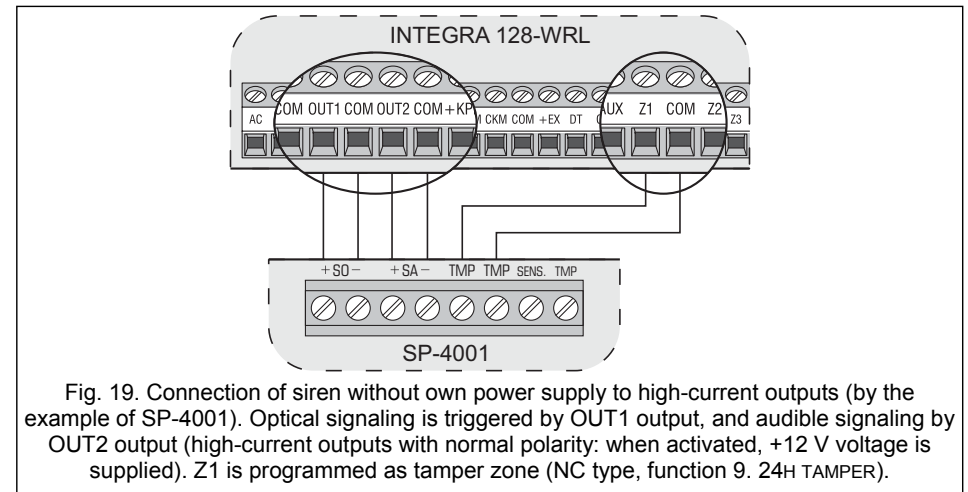 INTEGRA 128-WRL
AC COM OUT1 COM OUT2 COM +KP CKM COM +EX DT AUX Z1 COM Z2 Z3
+ SO − + SA − TMP TMP SENS. TMP
SP-4001
Fig. 19. Connection of siren without own power supply to high-current outputs (by the
example of SP-4001). Optical signaling is triggered by OUT1 output, and audible signaling by
OUT2 output (high-current outputs with normal polarity: when activated, +12 V voltage is
supplied). Z1 is programmed as tamper zone (NC type, function 9. 24H TAMPER).